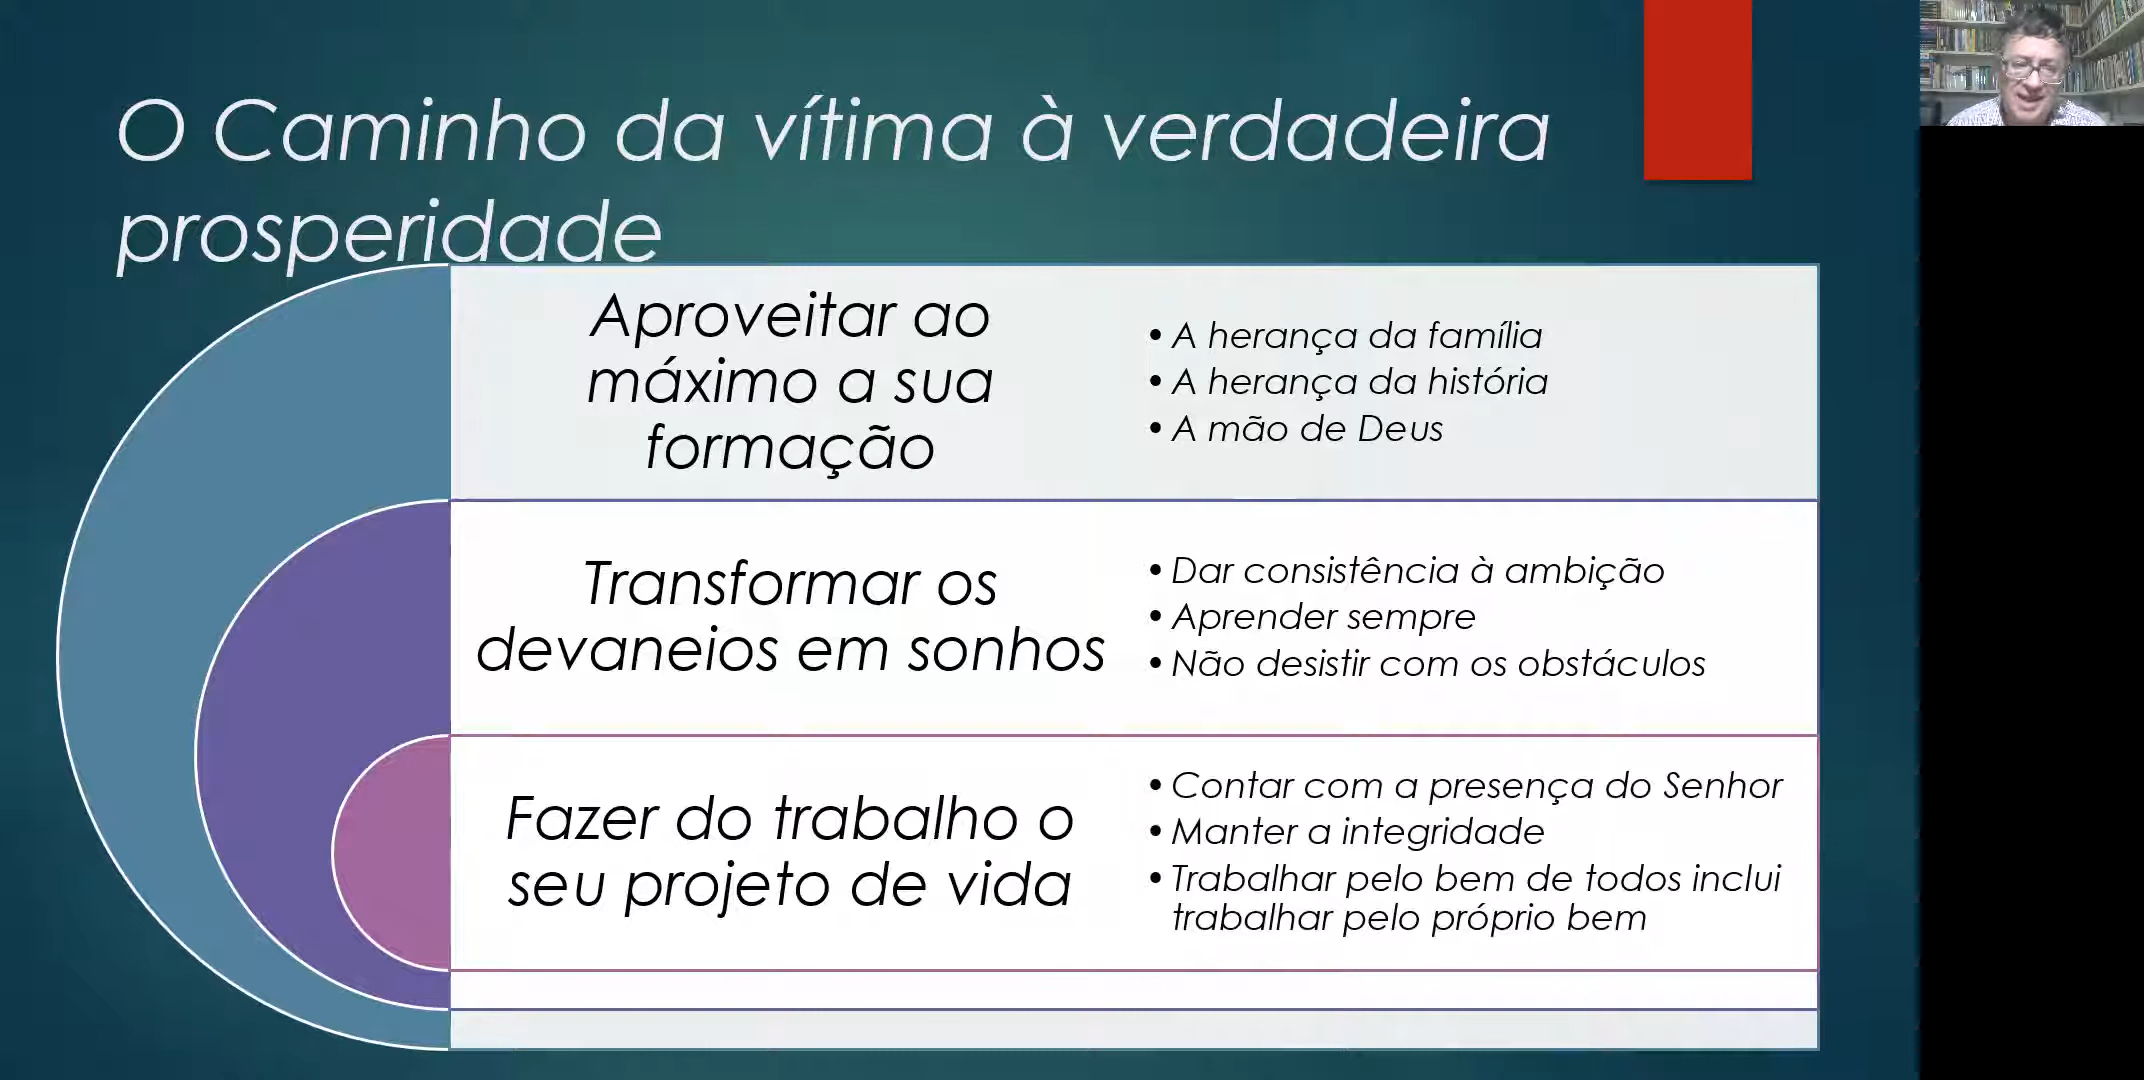 O Caminho da vítima à verdadeira
prosperidade
Aproveitar ao
máximo a sua
formação
• A herança da família
• A herança da história
• A mão de Deus
Transformar os
devaneios em sonhos
• Dar consistência à ambição
• Aprender sempre
• Não desistir com os obstáculos
Fazer do trabalho o
seu projeto de vida
• Contar com a presença do Senhor
• Manter a integridade
• Trabalhar pelo bem de todos inclui
trabalhar pelo próprio bem